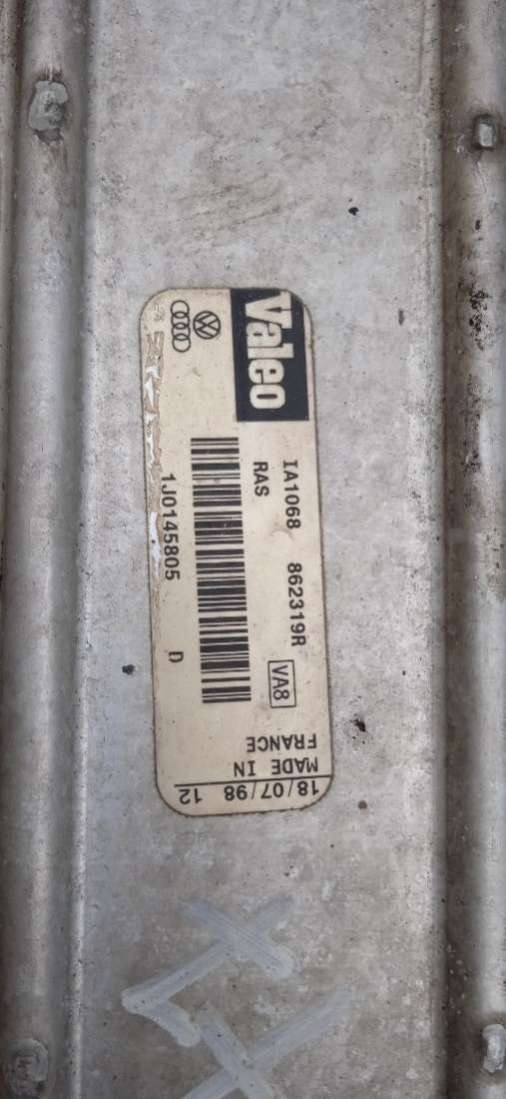 Valeo
IA1068 862319R
RAS
VA8
1J0145805 D
MADE IN
FRANCE
18/07/98 12